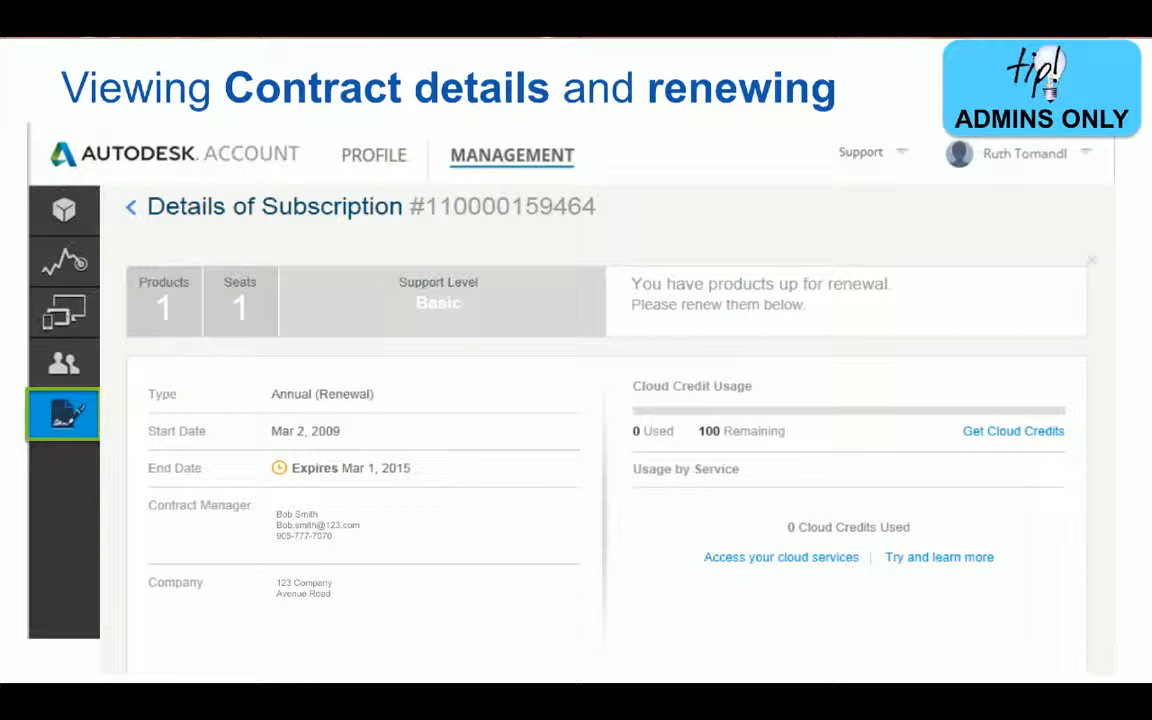 Viewing Contract details and renewing
tip!
ADMINS ONLY
AUTODESK. ACCOUNT
PROFILE
MANAGEMENT
Support
Ruth Tomandl
Details of Subscription #110000159464
Products
1
Seats
1
Support Level
Basic
You have products up for renewal.
Please renew them below.
Type
Annual (Renewal)
Start Date
Mar 2, 2009
End Date
Expires Mar 1, 2015
Contract Manager
Bob Smith
Bob.smith@123.com
905-777-7070
Company
123 Company
Avenue Road
Cloud Credit Usage
0 Used
100 Remaining
Get Cloud Credits
Usage by Service
0 Cloud Credits Used
Access your cloud services | Try and learn more